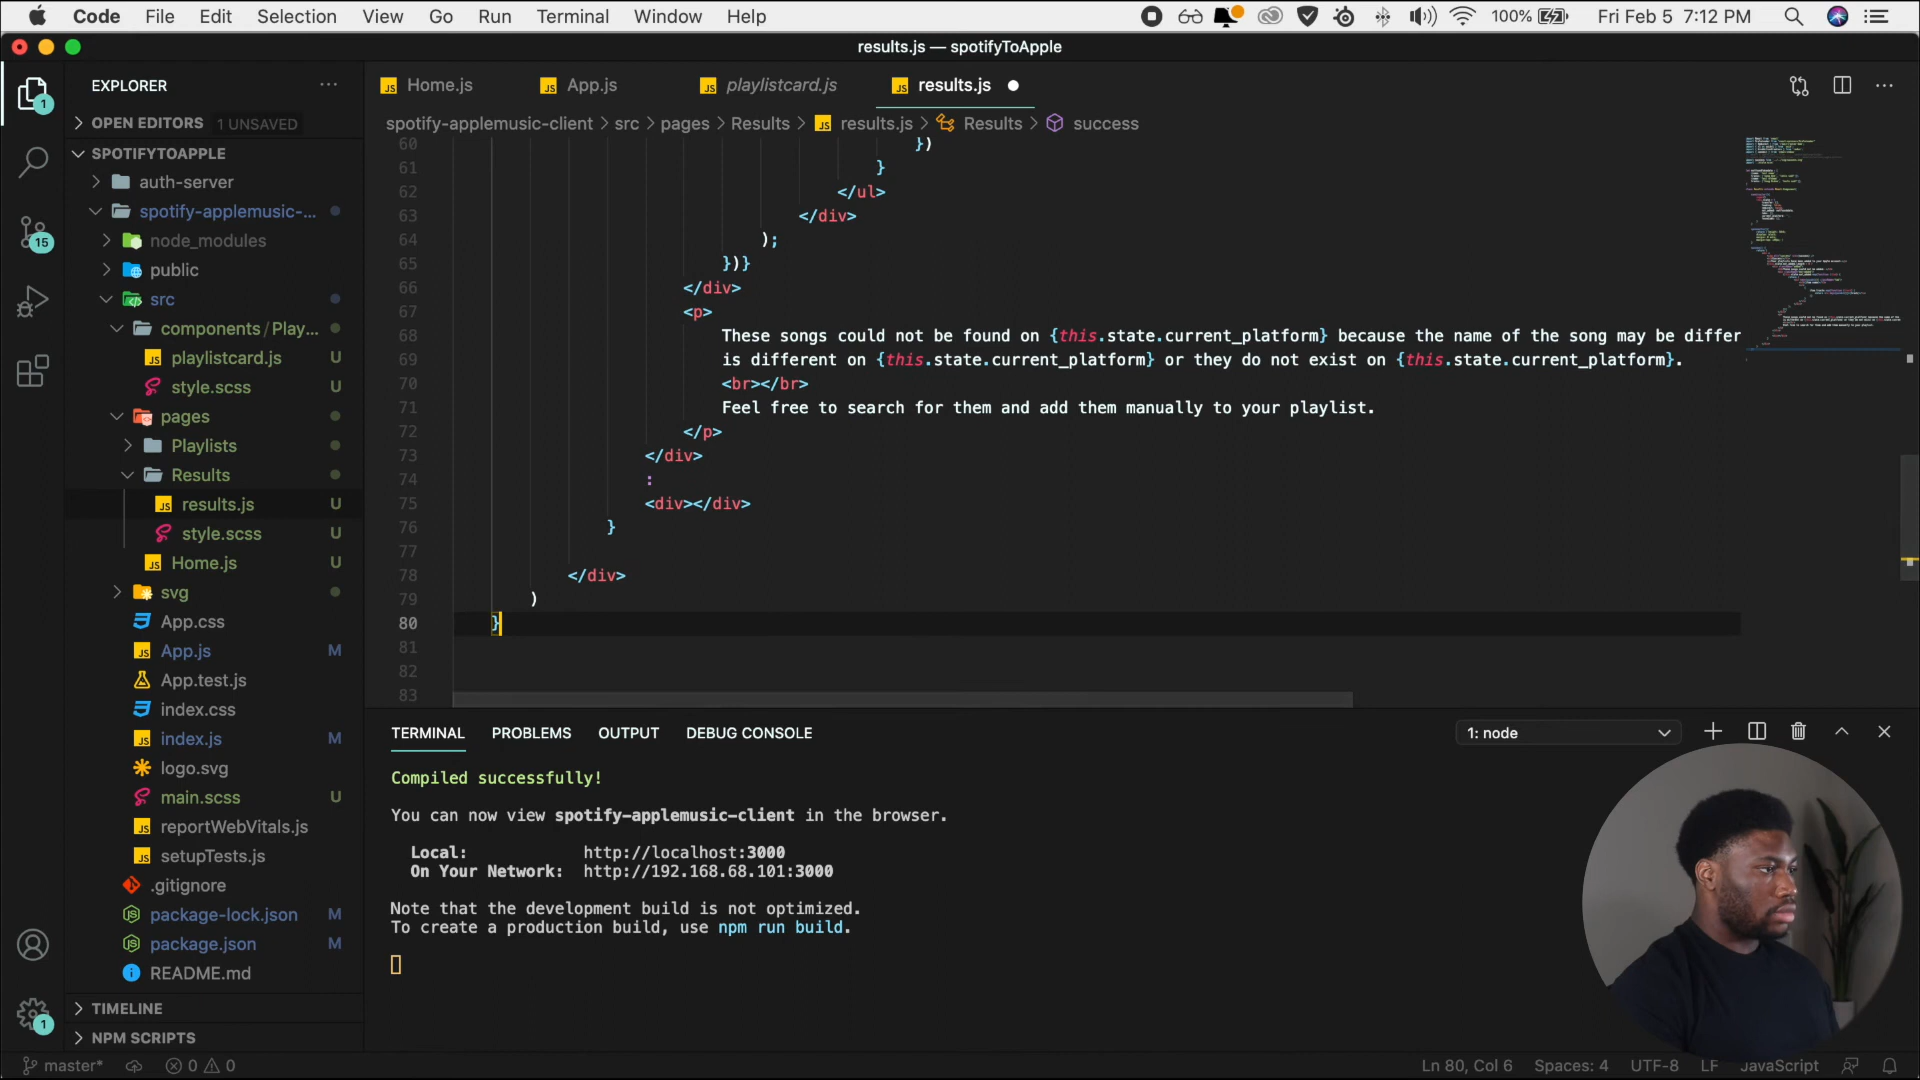 Code File Edit Selection View Go Run Terminal Window Help 100% Fri Feb 5 7:12 PM
results.js — spotifyToApple
EXPLORER
Home.js App.js playlistcard.js results.js
OPEN EDITORS 1 UNSAVED
spotify-applemusic-client > src > pages > Results > results.js > Results > success
SPOTIFYTOAPPLE
auth-server
spotify-applemusic-...
node_modules
public
src
components/Play...
playlistcard.js U
style.scss U
pages
Playlists
Results
results.js U
style.scss U
Home.js U
svg
App.css
App.js M
App.test.js
index.css
index.js M
logo.svg
main.scss U
reportWebVitals.js
setupTests.js
.gitignore
package-lock.json M
package.json M
README.md
TIMELINE
NPM SCRIPTS
1
15
1
60 })
61 }
62 </ul>
63 </div>
64 );
65 })}
66 </div>
67 <p>
68 These songs could not be found on {this.state.current_platform} because the name of the song may be differ
69 is different on {this.state.current_platform} or they do not exist on {this.state.current_platform}.
70 <br></br>
71 Feel free to search for them and add them manually to your playlist.
72 </p>
73 </div>
74 :
75 <div></div>
76 }
77
78 </div>
79 )
80 }
81
82
83
TERMINAL PROBLEMS OUTPUT DEBUG CONSOLE 1: node
Compiled successfully!
You can now view spotify-applemusic-client in the browser.
Local: http://localhost:3000
On Your Network: http://192.168.68.101:3000
Note that the development build is not optimized.
To create a production build, use npm run build.
master* 0 0 Ln 80, Col 6 Spaces: 4 UTF-8 LF JavaScript